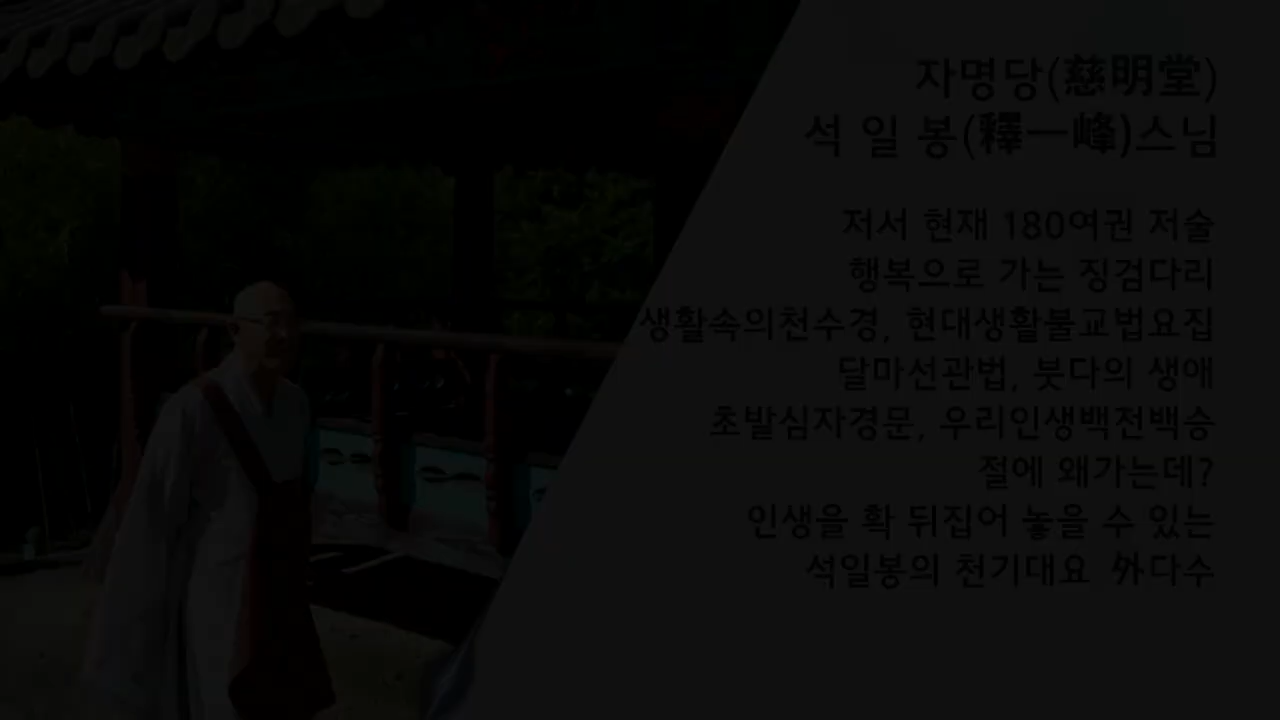 자명당(慈明堂)
석 일 봉(釋一峰)스님
저서 현재 180여권 저술
행복으로 가는 징검다리
생활속의천수경, 현대생활불교법요집
달마선관법, 붓다의 생애
초발심자경문, 우리인생백전백승
절에 왜가는데?
인생을 확 뒤집어 놓을 수 있는
석일봉의 천기대요 外다수